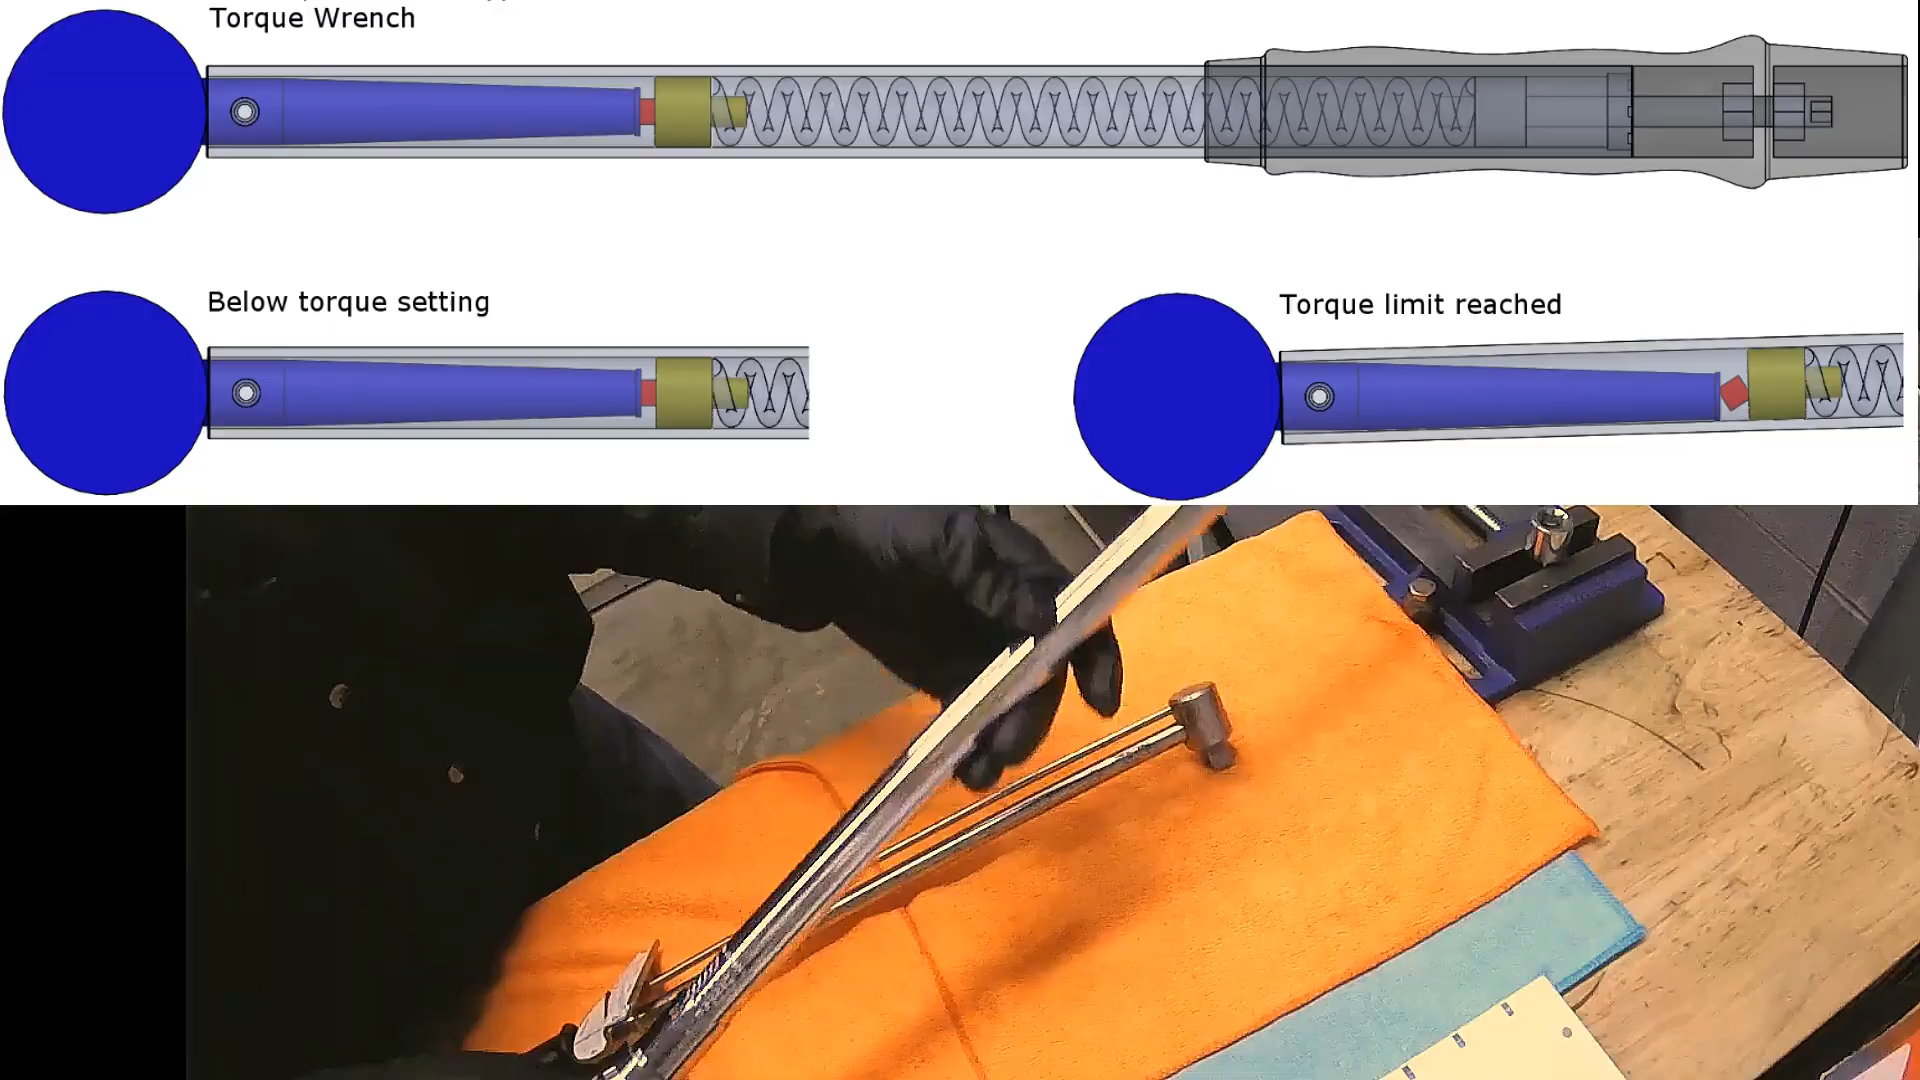 Torque Wrench
Below torque setting
Torque limit reached